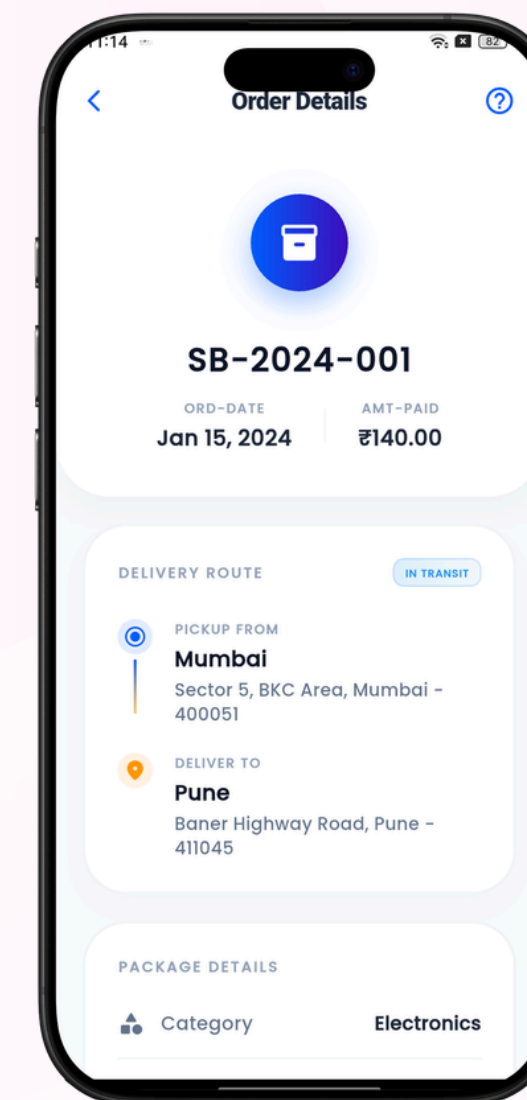 11:14
82
Order Details
SB-2024-001
ORD-DATE
AMT-PAID
Jan 15, 2024
₹140.00
DELIVERY ROUTE
IN TRANSIT
PICKUP FROM
Mumbai
Sector 5, BKC Area, Mumbai -
400051
DELIVER TO
Pune
Baner Highway Road, Pune -
411045
PACKAGE DETAILS
Category
Electronics